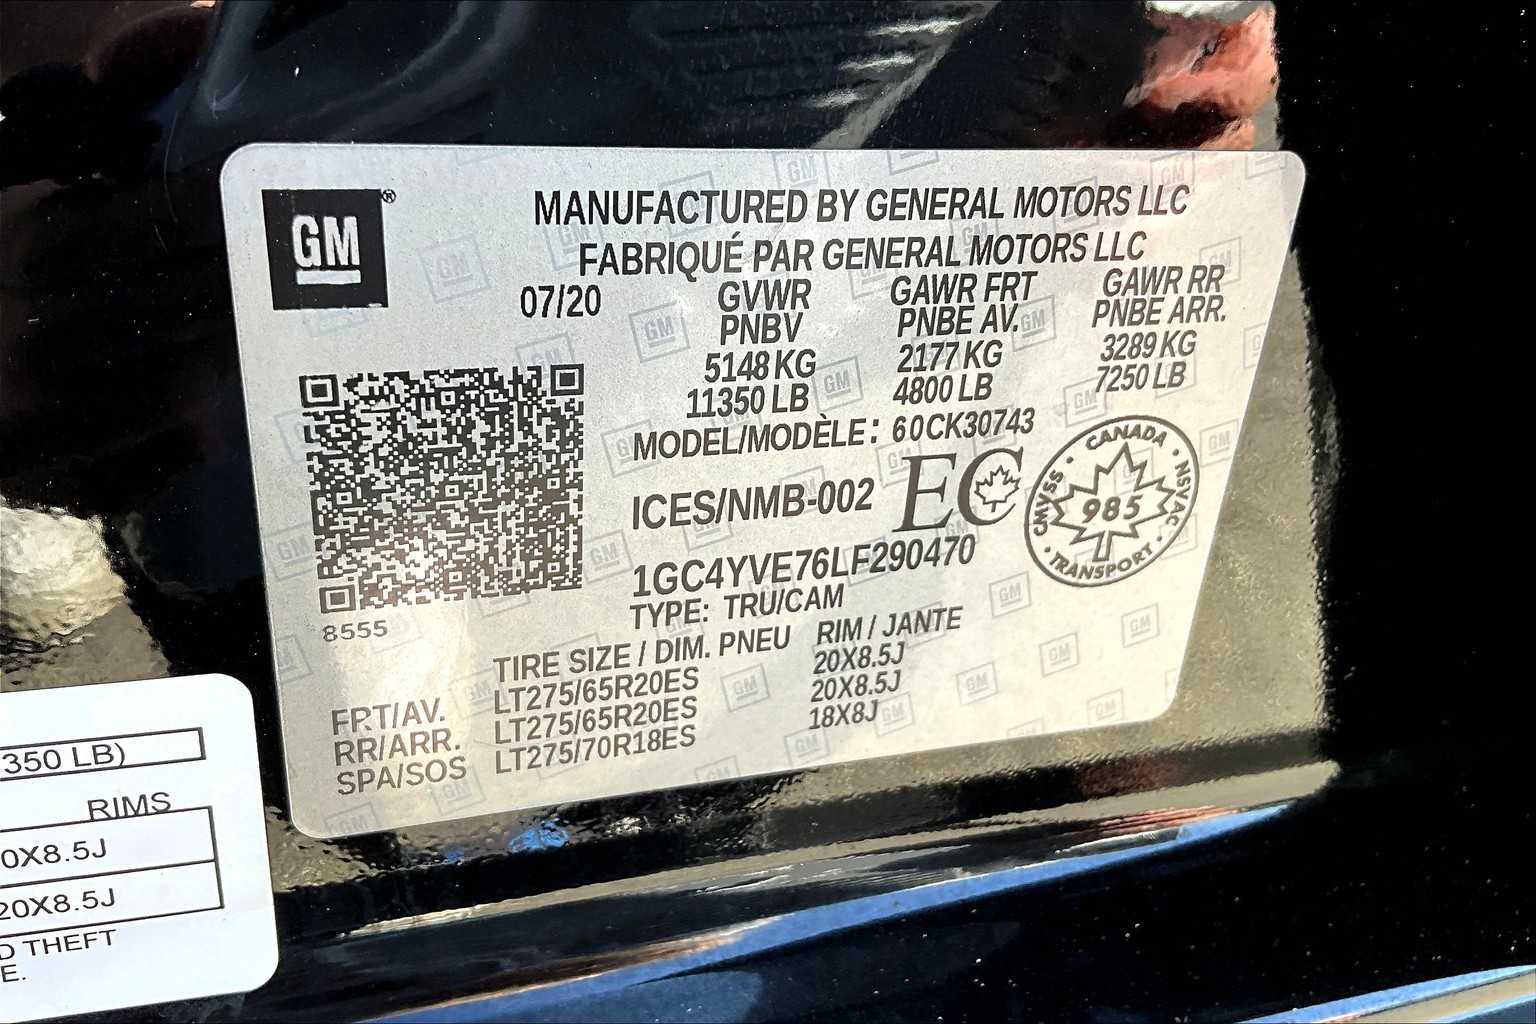 GM®
MANUFACTURED BY GENERAL MOTORS LLC
FABRIQUÉ PAR GENERAL MOTORS LLC
07/20
GVWR GAWR FRT GAWR RR
PNBV PNBE AV. PNBE ARR.
5148 KG 2177 KG 3289 KG
11350 LB 4800 LB 7250 LB
MODEL/MODÈLE: 60CK30743
ICES/NMB-002 EC
CANADA
CMVSS NSVAC
985
TRANSPORT
1GC4YVE76LF290470
TYPE: TRU/CAM
8555
TIRE SIZE / DIM. PNEU RIM / JANTE
FRT/AV. LT275/65R20ES 20X8.5J
RR/ARR. LT275/65R20ES 20X8.5J
SPA/SOS LT275/70R18ES 18X8J
350 LB)
RIMS
0X8.5J
20X8.5J
D THEFT
E.